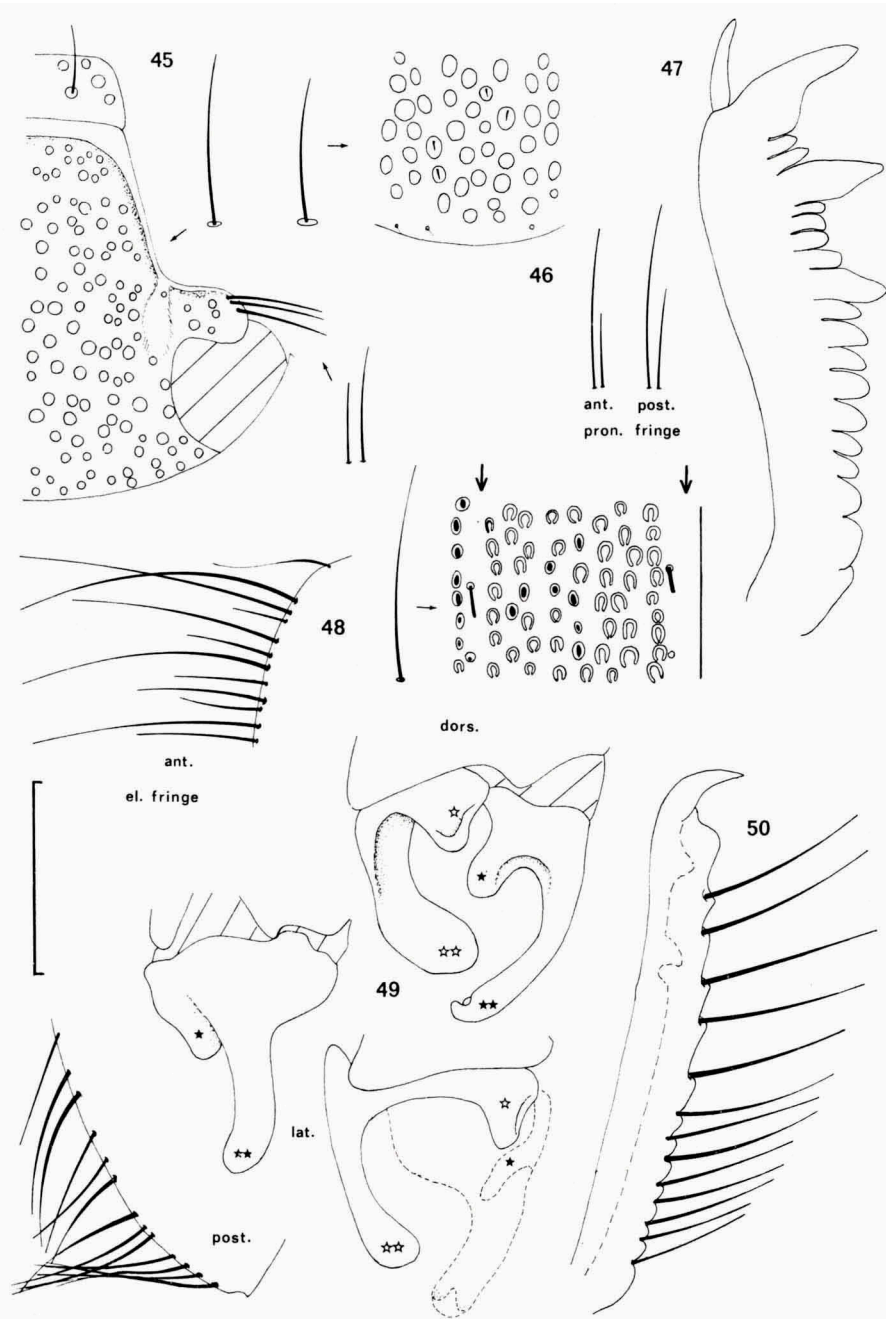 45
47
46
ant. post.
pron. fringe
48
ant.
el. fringe
dors.
50
49
lat.
post.